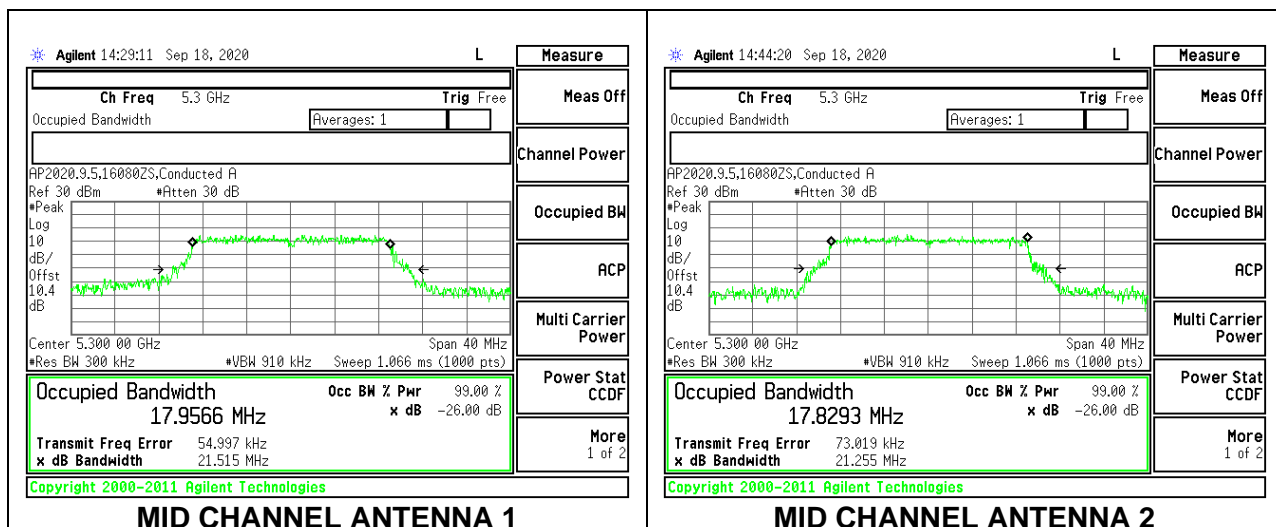 Agilent 14:29:11 Sep 18, 2020 L
Measure
Ch Freq 5.3 GHz Trig Free
Meas Off
Occupied Bandwidth Averages: 1
Channel Power
AP2020.9.5,16080ZS,Conducted A
Ref 30 dBm #Atten 30 dB
#Peak
Log
10
dB/
Offst
10.4
dB
Occupied BW
ACP
Multi Carrier
Power
Center 5.300 00 GHz Span 40 MHz
#Res BW 300 kHz #VBW 910 kHz Sweep 1.066 ms (1000 pts)
Power Stat
CCDF
Occupied Bandwidth Occ BW % Pwr 99.00 %
17.9566 MHz x dB -26.00 dB
Transmit Freq Error 54.997 kHz
x dB Bandwidth 21.515 MHz
More
1 of 2
Copyright 2000-2011 Agilent Technologies
MID CHANNEL ANTENNA 1
Agilent 14:44:20 Sep 18, 2020 L
Measure
Ch Freq 5.3 GHz Trig Free
Meas Off
Occupied Bandwidth Averages: 1
Channel Power
AP2020.9.5,16080ZS,Conducted A
Ref 30 dBm #Atten 30 dB
#Peak
Log
10
dB/
Offst
10.4
dB
Occupied BW
ACP
Multi Carrier
Power
Center 5.300 00 GHz Span 40 MHz
#Res BW 300 kHz #VBW 910 kHz Sweep 1.066 ms (1000 pts)
Power Stat
CCDF
Occupied Bandwidth Occ BW % Pwr 99.00 %
17.8293 MHz x dB -26.00 dB
Transmit Freq Error 73.019 kHz
x dB Bandwidth 21.255 MHz
More
1 of 2
Copyright 2000-2011 Agilent Technologies
MID CHANNEL ANTENNA 2